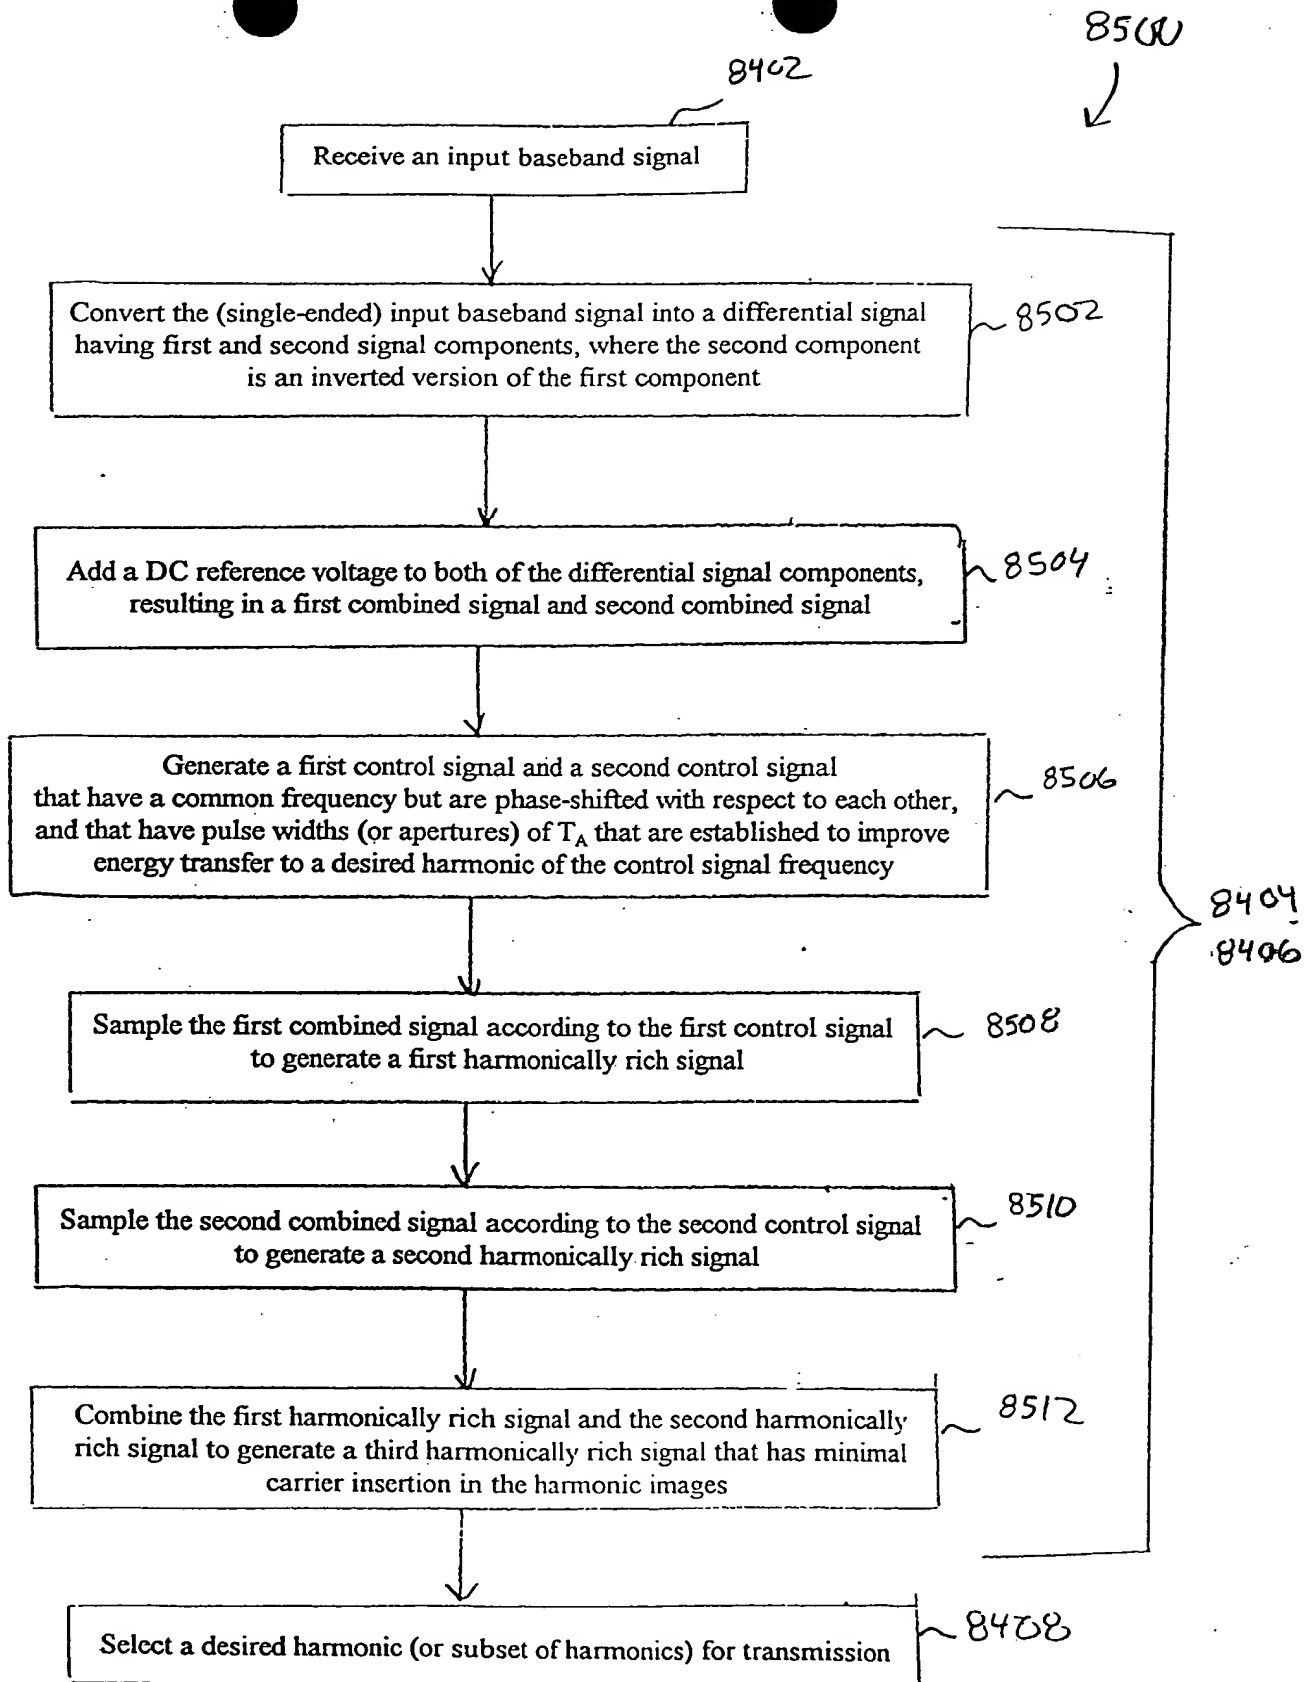 8500
8402
Receive an input baseband signal
Convert the (single-ended) input baseband signal into a differential signal
having first and second signal components, where the second component
is an inverted version of the first component
8502
Add a DC reference voltage to both of the differential signal components,
resulting in a first combined signal and second combined signal
8504
Generate a first control signal and a second control signal
that have a common frequency but are phase-shifted with respect to each other,
and that have pulse widths (or apertures) of TA that are established to improve
energy transfer to a desired harmonic of the control signal frequency
8506
8404
8406
Sample the first combined signal according to the first control signal
to generate a first harmonically rich signal
8508
Sample the second combined signal according to the second control signal
to generate a second harmonically rich signal
8510
Combine the first harmonically rich signal and the second harmonically
rich signal to generate a third harmonically rich signal that has minimal
carrier insertion in the harmonic images
8512
Select a desired harmonic (or subset of harmonics) for transmission
8408